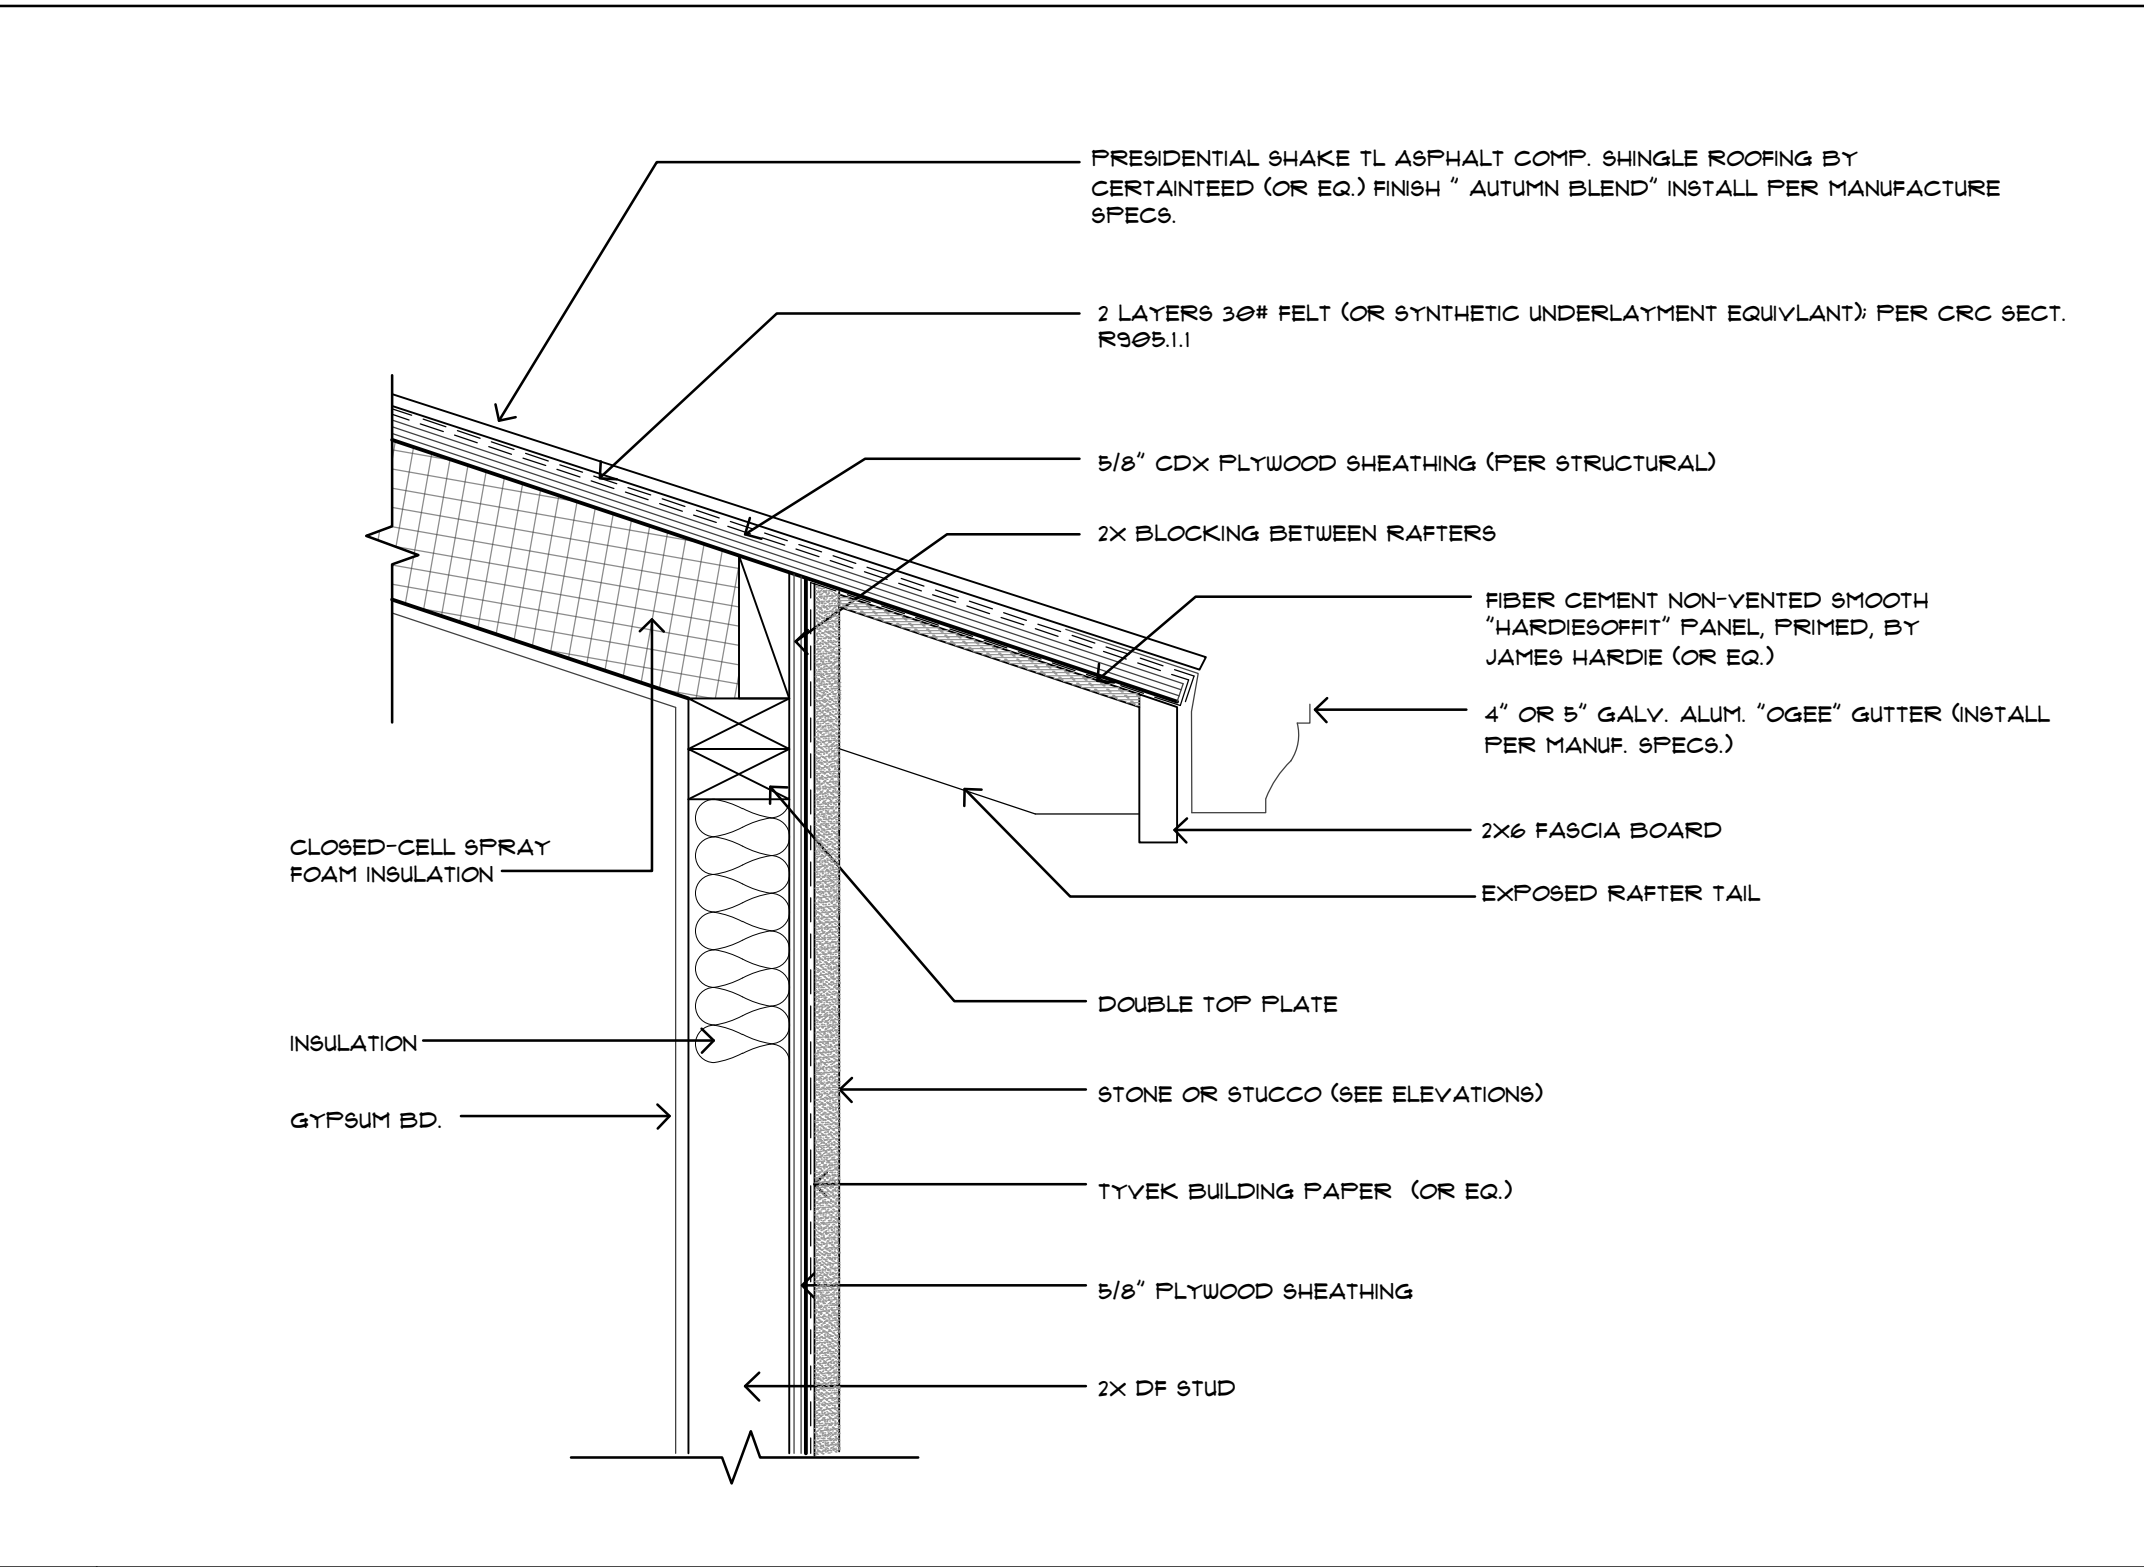 PRESIDENTIAL SHAKE TL ASPHALT COMP. SHINGLE ROOFING BY
CERTAINTEED (OR EQ.) FINISH " AUTUMN BLEND" INSTALL PER MANUFACTURE
SPECS.
2 LAYERS 30# FELT (OR SYNTHETIC UNDERLAYMENT EQUIVLANT); PER CRC SECT.
R905.1.1
5/8" CDX PLYWOOD SHEATHING (PER STRUCTURAL)
2X BLOCKING BETWEEN RAFTERS
FIBER CEMENT NON-VENTED SMOOTH
"HARDIESOFFIT" PANEL, PRIMED, BY
JAMES HARDIE (OR EQ.)
4" OR 5" GALV. ALUM. "OGEE" GUTTER (INSTALL
PER MANUF. SPECS.)
2X6 FASCIA BOARD
EXPOSED RAFTER TAIL
CLOSED-CELL SPRAY
FOAM INSULATION
DOUBLE TOP PLATE
INSULATION
STONE OR STUCCO (SEE ELEVATIONS)
GYPSUM BD.
TYVEK BUILDING PAPER (OR EQ.)
5/8" PLYWOOD SHEATHING
2X DF STUD